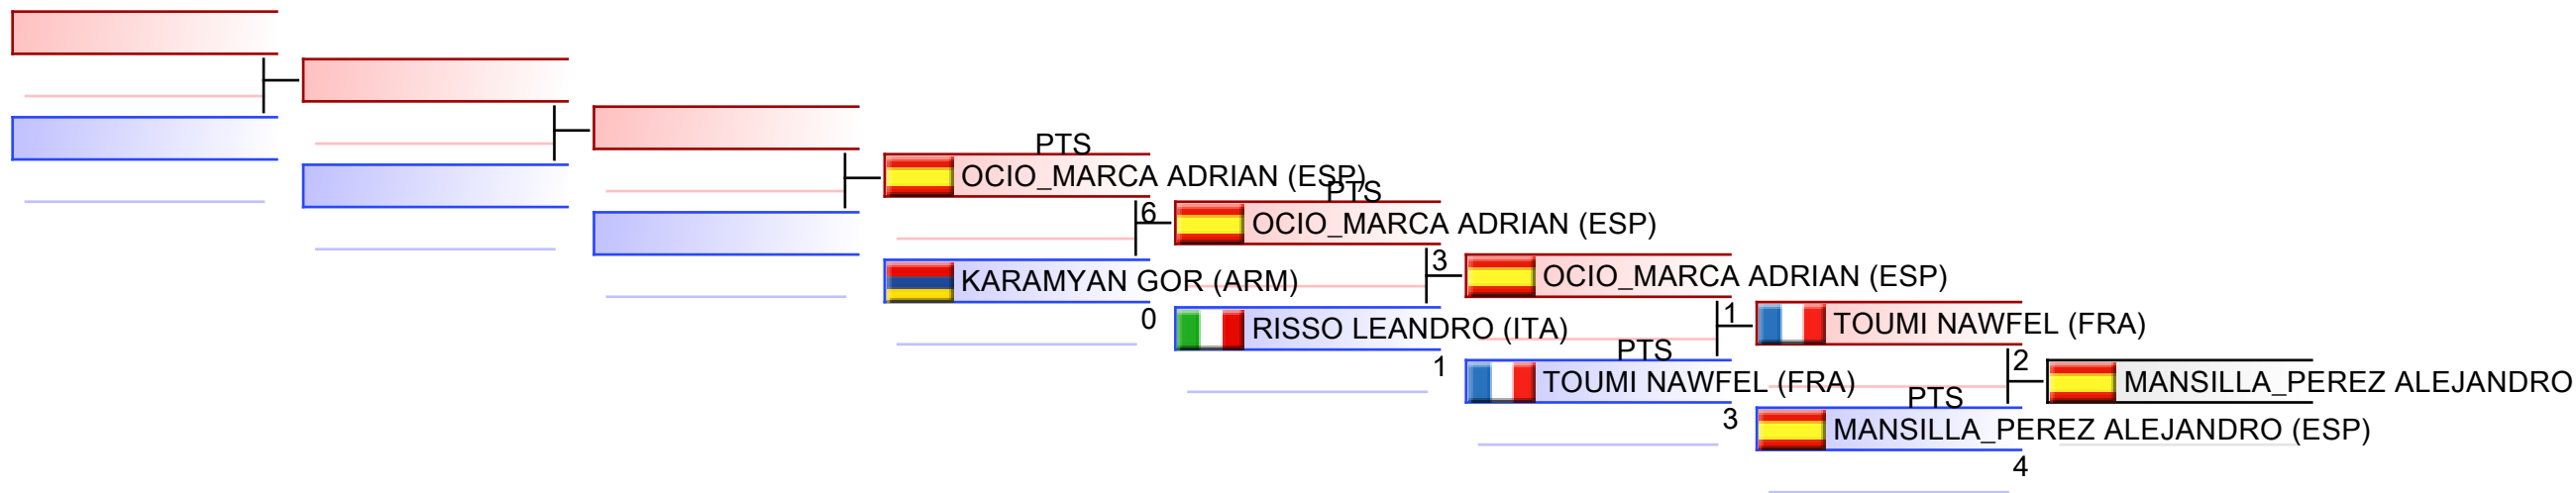 PTS
OCIO_MARCA ADRIAN (ESP)
6
KARAMYAN GOR (ARM)
0
PTS
OCIO_MARCA ADRIAN (ESP)
3
RISSO LEANDRO (ITA)
1
OCIO_MARCA ADRIAN (ESP)
1
PTS
TOUMI NAWFEL (FRA)
3
TOUMI NAWFEL (FRA)
2
PTS
MANSILLA_PEREZ ALEJANDRO (ESP)
4
MANSILLA_PEREZ ALEJANDRO